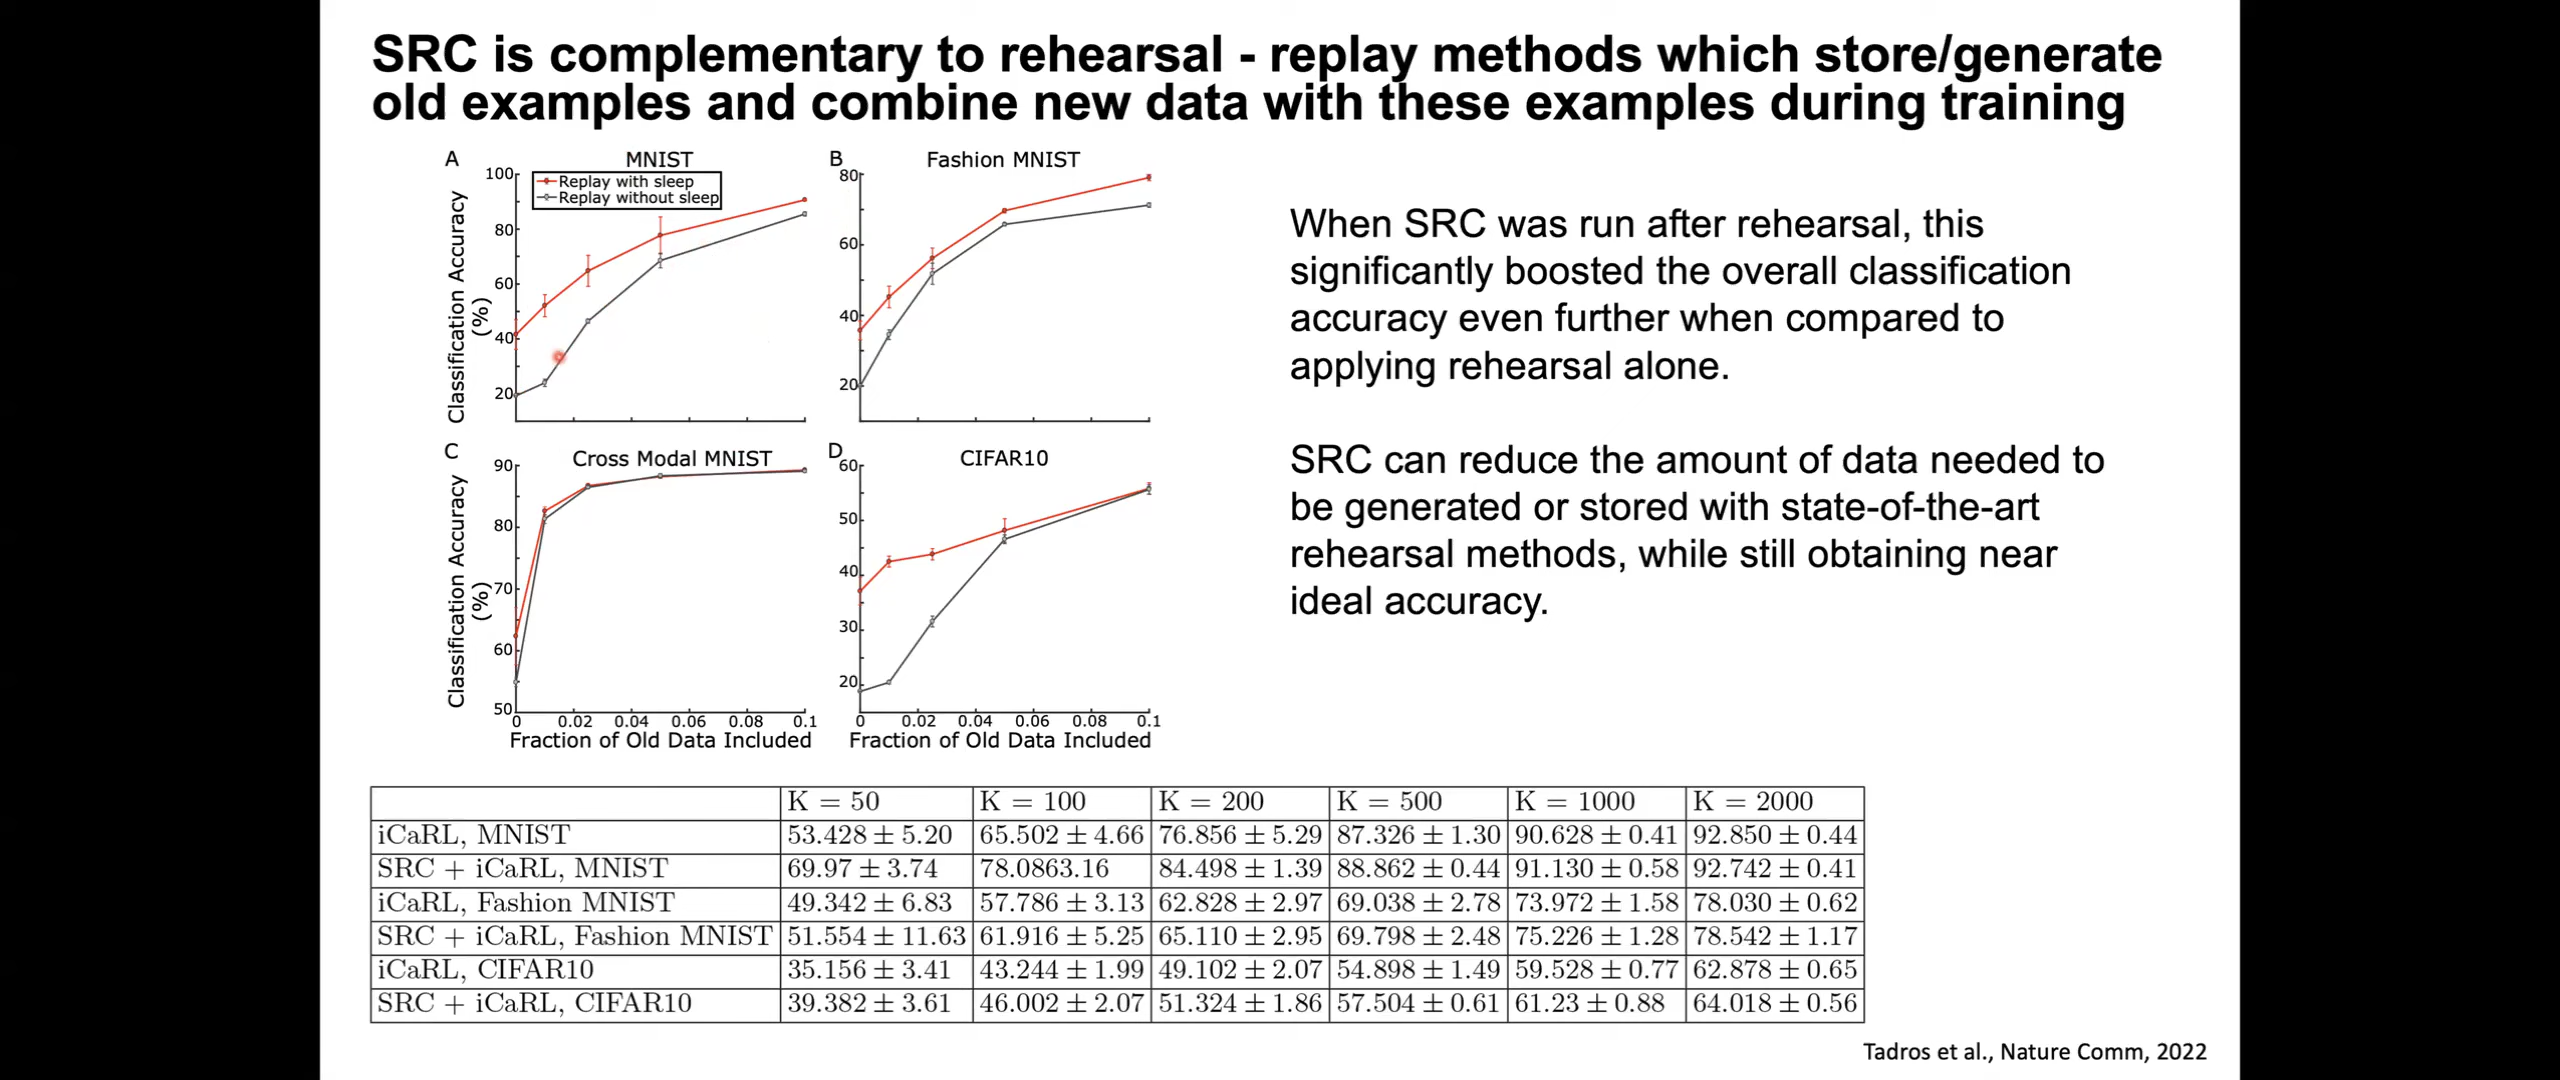 SRC is complementary to rehearsal - replay methods which store/generate
old examples and combine new data with these examples during training
A
MNIST
Replay with sleep
Replay without sleep
Classification Accuracy
(%)
100
80
60
40
20
B
Fashion MNIST
80
60
40
20
C
Cross Modal MNIST
Classification Accuracy
(%)
90
80
70
60
50
0 0.02 0.04 0.06 0.08 0.1
Fraction of Old Data Included
D
CIFAR10
60
50
40
30
20
0 0.02 0.04 0.06 0.08 0.1
Fraction of Old Data Included
When SRC was run after rehearsal, this
significantly boosted the overall classification
accuracy even further when compared to
applying rehearsal alone.
SRC can reduce the amount of data needed to
be generated or stored with state-of-the-art
rehearsal methods, while still obtaining near
ideal accuracy.
K = 50 K = 100 K = 200 K = 500 K = 1000 K = 2000
iCaRL, MNIST 53.428 ± 5.20 65.502 ± 4.66 76.856 ± 5.29 87.326 ± 1.30 90.628 ± 0.41 92.850 ± 0.44
SRC + iCaRL, MNIST 69.97 ± 3.74 78.0863.16 84.498 ± 1.39 88.862 ± 0.44 91.130 ± 0.58 92.742 ± 0.41
iCaRL, Fashion MNIST 49.342 ± 6.83 57.786 ± 3.13 62.828 ± 2.97 69.038 ± 2.78 73.972 ± 1.58 78.030 ± 0.62
SRC + iCaRL, Fashion MNIST 51.554 ± 11.63 61.916 ± 5.25 65.110 ± 2.95 69.798 ± 2.48 75.226 ± 1.28 78.542 ± 1.17
iCaRL, CIFAR10 35.156 ± 3.41 43.244 ± 1.99 49.102 ± 2.07 54.898 ± 1.49 59.528 ± 0.77 62.878 ± 0.65
SRC + iCaRL, CIFAR10 39.382 ± 3.61 46.002 ± 2.07 51.324 ± 1.86 57.504 ± 0.61 61.23 ± 0.88 64.018 ± 0.56
Tadros et al., Nature Comm, 2022